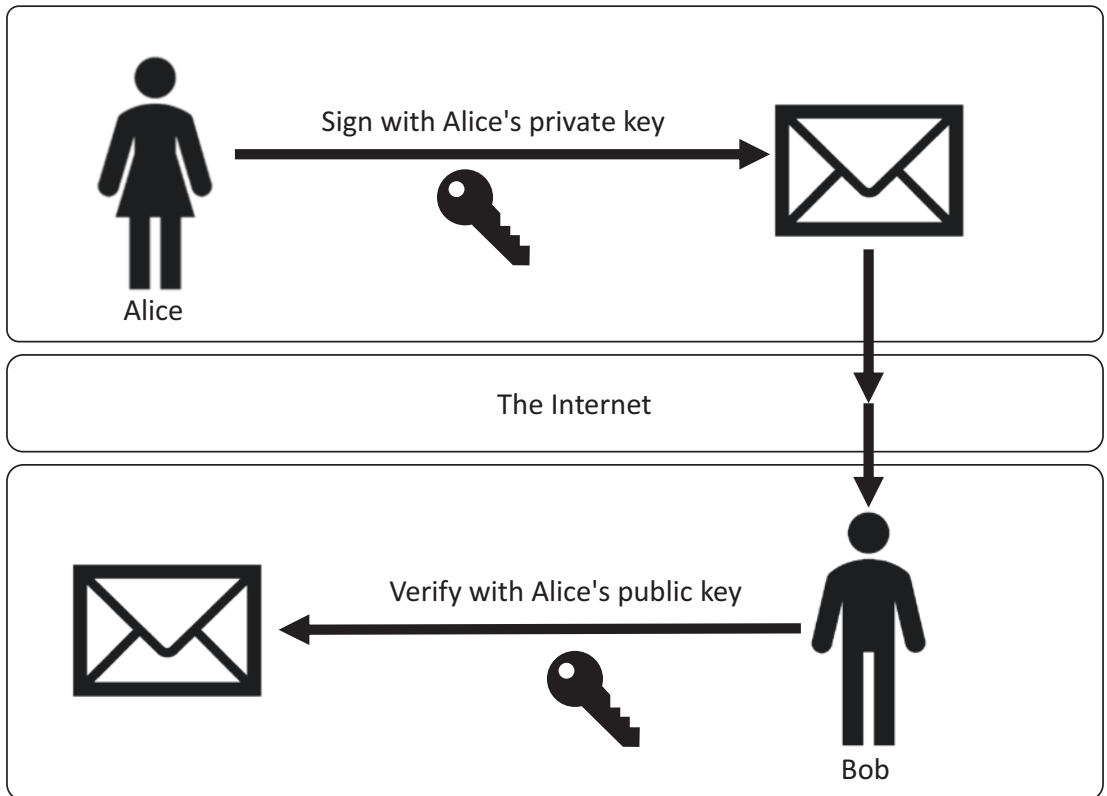 Sign with Alice's private key
Alice
The Internet
Verify with Alice's public key
Bob